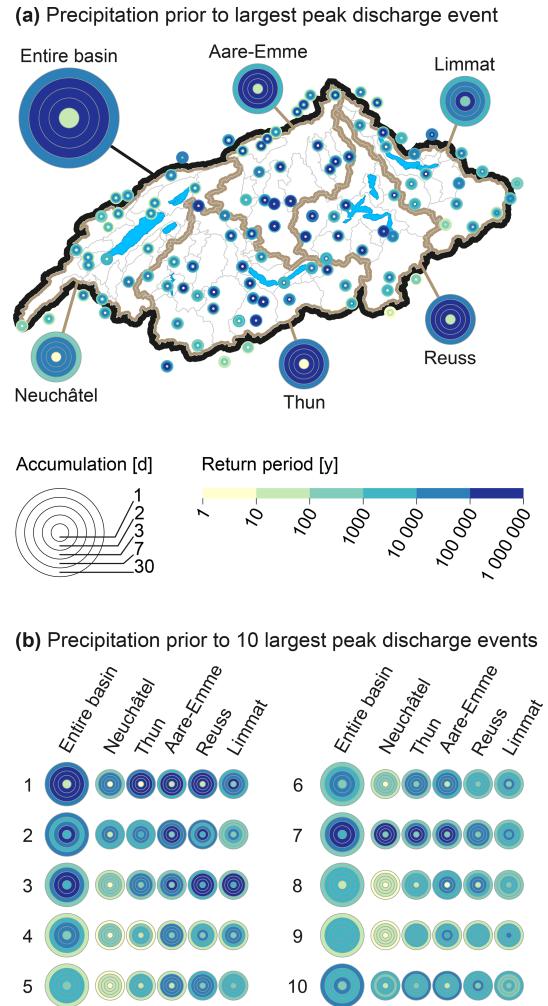 (a) Precipitation prior to largest peak discharge event
Entire basin
Aare-Emme
Limmat
Neuchâtel
Thun
Reuss
Accumulation [d]
1
2
3
7
30
Return period [y]
1
10
100
1000
10 000
100 000
1 000 000
(b) Precipitation prior to 10 largest peak discharge events
Entire basin
Neuchâtel
Thun
Aare-Emme
Reuss
Limmat
Entire basin
Neuchâtel
Thun
Aare-Emme
Reuss
Limmat
1
6
2
7
3
8
4
9
5
10